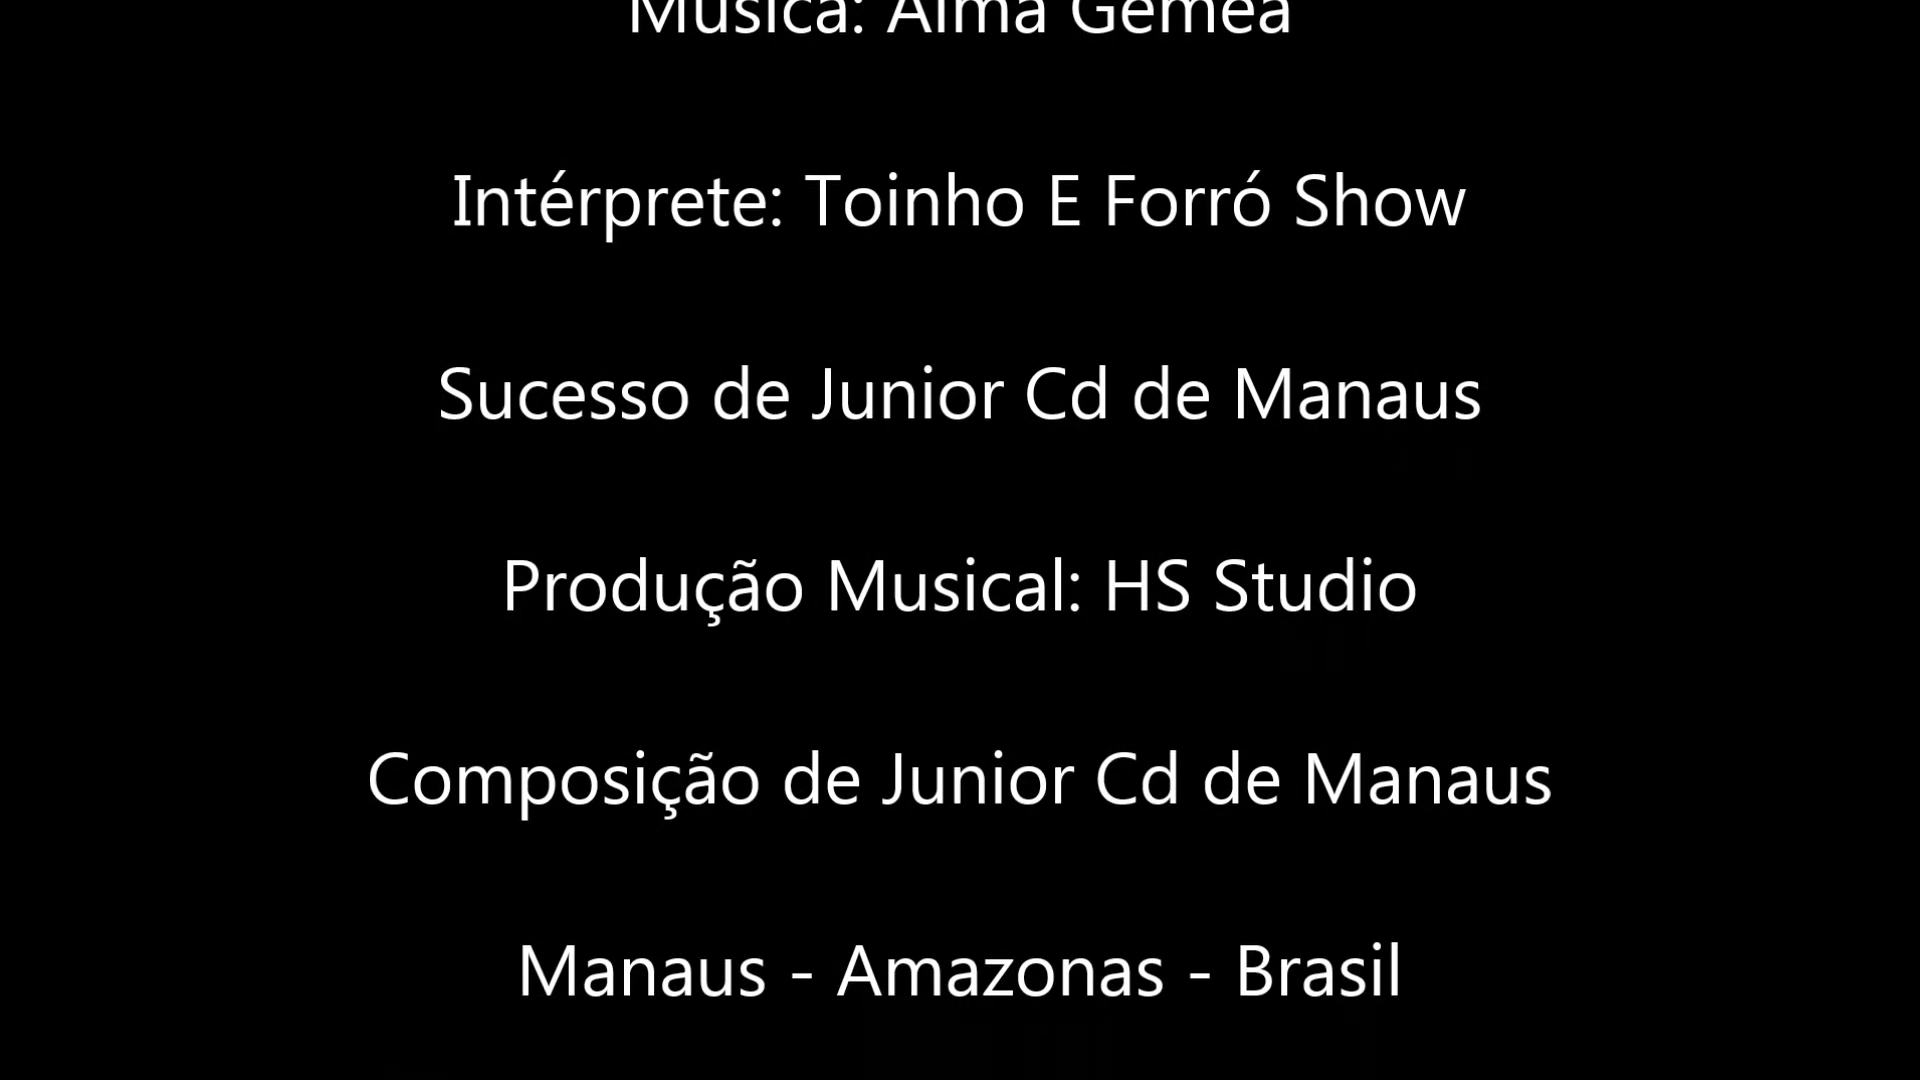 Música: Alma Gêmea
Intérprete: Toinho E Forró Show
Sucesso de Junior Cd de Manaus
Produção Musical: HS Studio
Composição de Junior Cd de Manaus
Manaus - Amazonas - Brasil